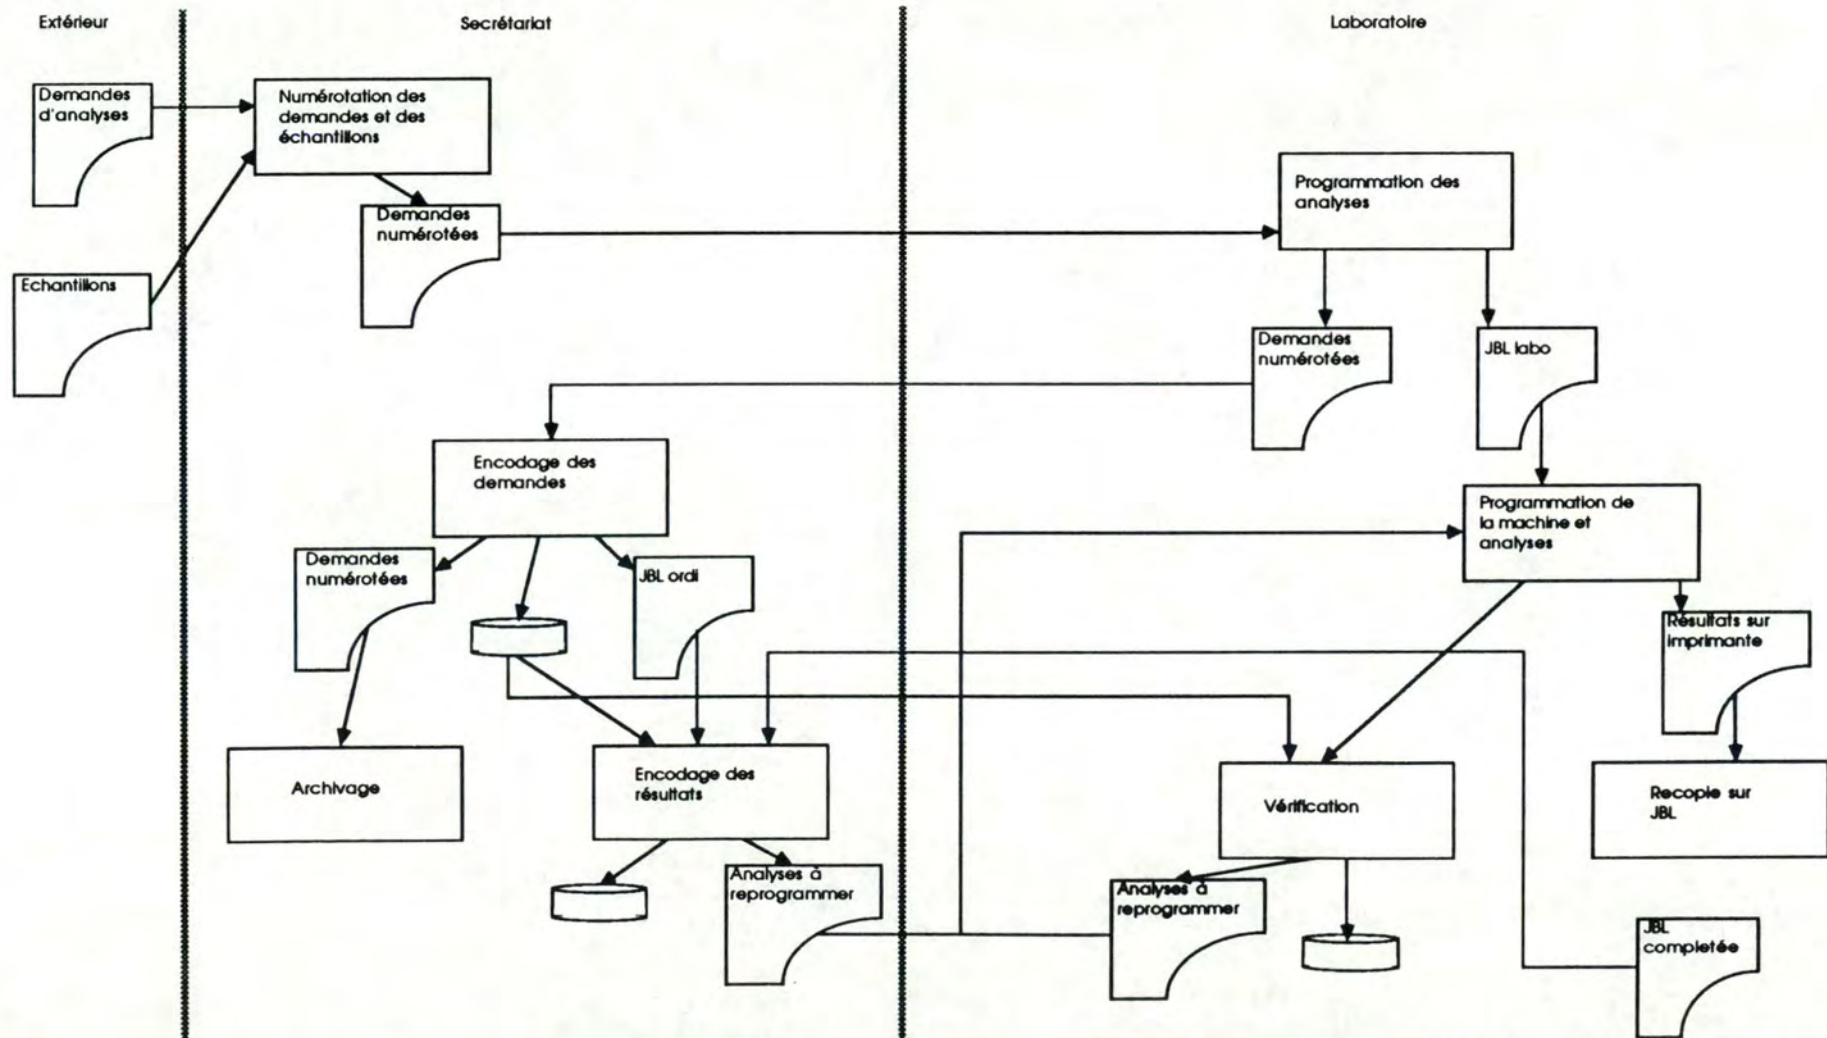 Extérieur
Secrétariat
Laboratoire
Demandes
d'analyses
Numérotation des
demandes et des
échantillons
Demandes
numérotées
Programmation des
analyses
Echantillons
Demandes
numérotées
JBL labo
Encodage des
demandes
Programmation de
la machine et
analyses
Demandes
numérotées
JBL ordi
Résultats sur
imprimante
Archivage
Encodage des
résultats
Vérification
Recopie sur
JBL
Analyses à
reprogrammer
Analyses à
reprogrammer
JBL
completée